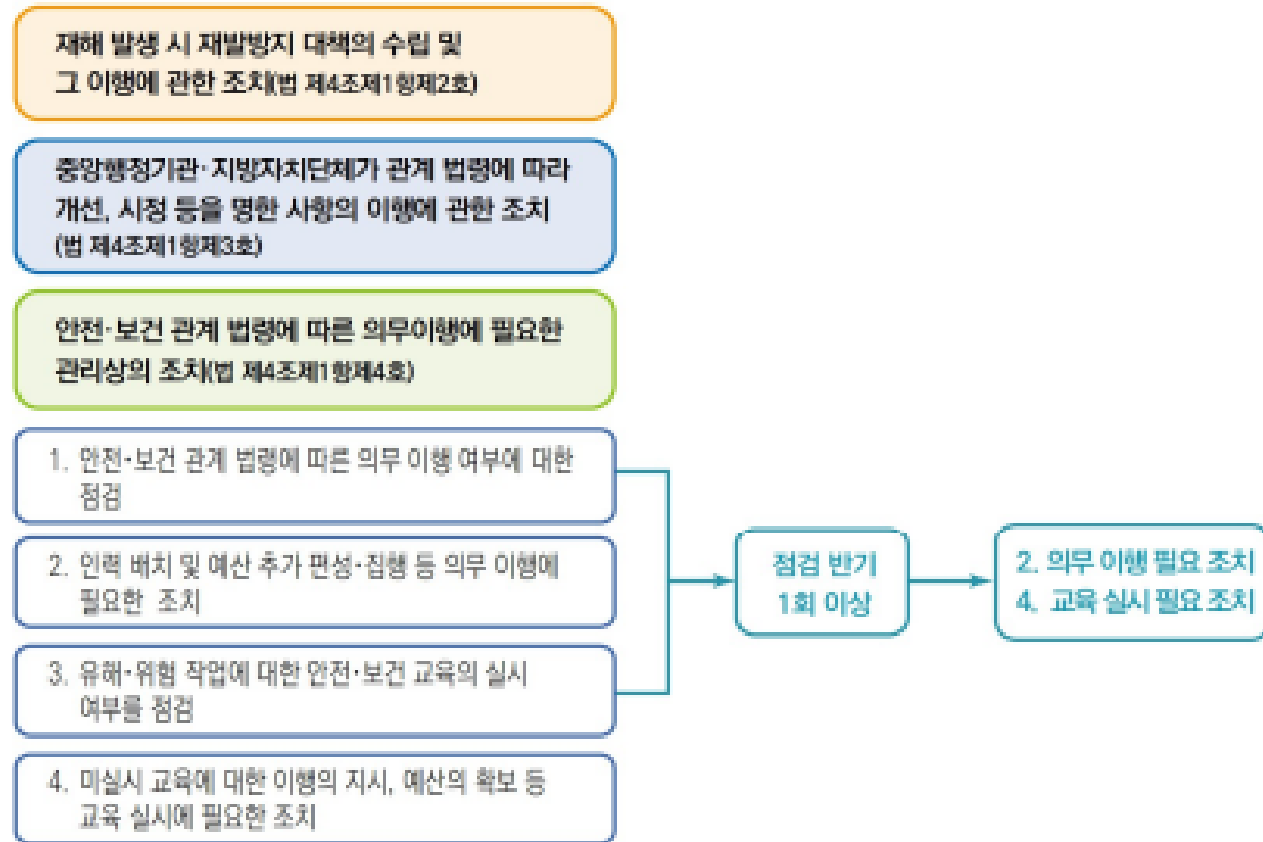 재해 발생 시 재발방지 대책의 수립 및
그 이행에 관한 조치(법 제4조제1항제2호)
중앙행정기관·지방자치단체가 관계 법령에 따라
개선, 시정 등을 명한 사항의 이행에 관한 조치
(법 제4조제1항제3호)
안전·보건 관계 법령에 따른 의무이행에 필요한
관리상의 조치(법 제4조제1항제4호)
1. 안전·보건 관계 법령에 따른 의무 이행 여부에 대한
점검
2. 인력 배치 및 예산 추가 편성·집행 등 의무 이행에
필요한 조치
3. 유해·위험 작업에 대한 안전·보건 교육의 실시
여부를 점검
4. 미실시 교육에 대한 이행의 지시, 예산의 확보 등
교육 실시에 필요한 조치
점검 반기
1회 이상
2. 의무 이행 필요 조치
4. 교육 실시 필요 조치